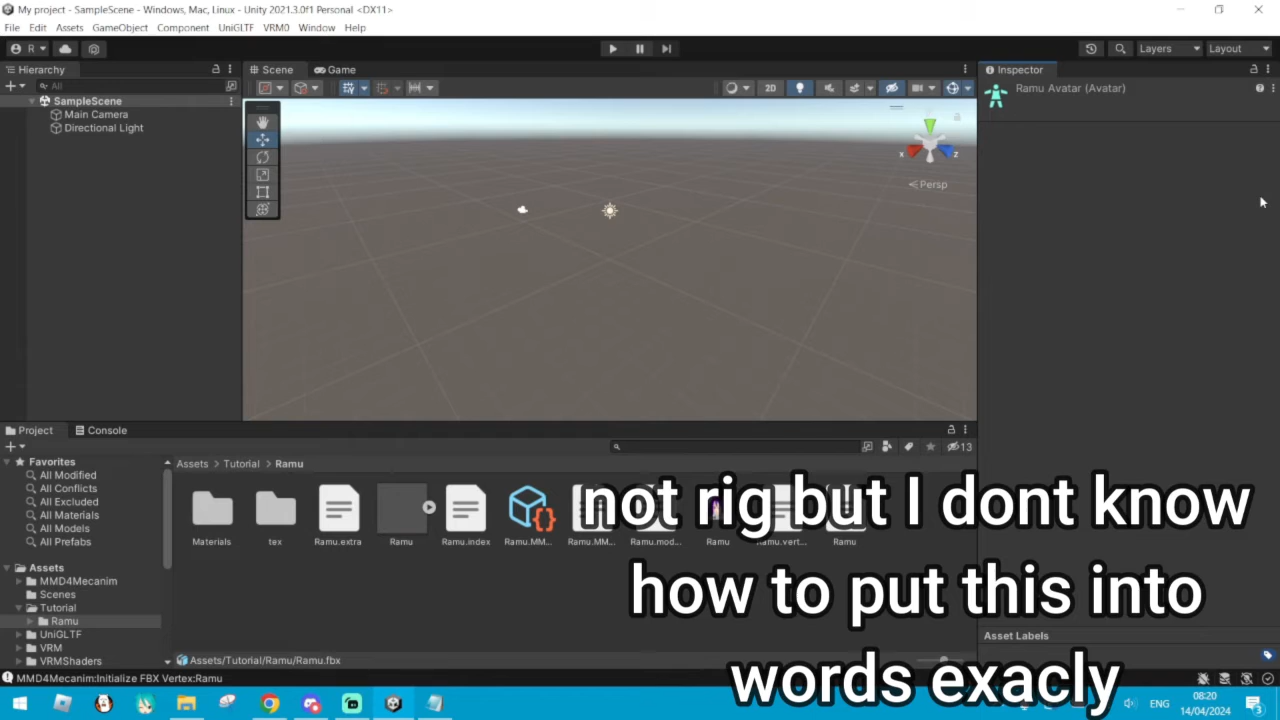 My project - SampleScene - Windows, Mac, Linux - Unity 2021.3.0f1 Personal <DX11>
File Edit Assets GameObject Component UniGLTF VRM0 Window Help
R Layers Layout
Hierarchy
All
SampleScene
Main Camera
Directional Light
Scene Game
2D
x z
Persp
Inspector
Ramu Avatar (Avatar)
Project Console
13
Favorites
All Modified
All Conflicts
All Excluded
All Materials
All Models
All Prefabs
Assets
MMD4Mecanim
Scenes
Tutorial
Ramu
UniGLTF
VRM
VRMShaders
Assets > Tutorial > Ramu
Materials tex Ramu.extra Ramu Ramu.index Ramu.MM... Ramu.MM... Ramu.mod... Ramu Ramu.vert... Ramu
Assets/Tutorial/Ramu/Ramu.fbx
not rig but I dont know
how to put this into
words exacly
Asset Labels
MMD4Mecanim:Initialize FBX Vertex:Ramu
ENG
08:20
14/04/2024
3